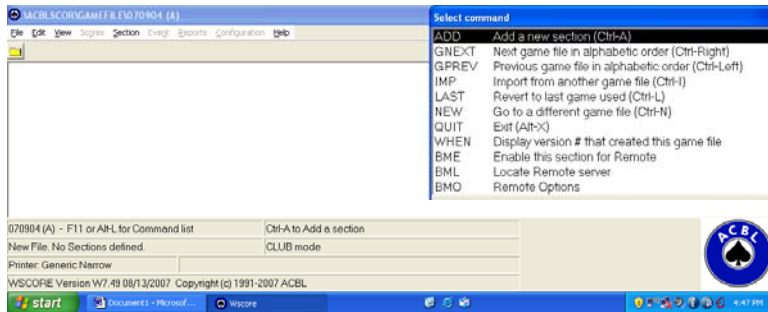 \ACBLSCOR\GAMEFILE\070904 (A)
File Edit View Scores Section Event Reports Configuration Help
Select command
ADD Add a new section (Ctrl-A)
GNEXT Next game file in alphabetic order (Ctrl-Right)
GPREV Previous game file in alphabetic order (Ctrl-Left)
IMP Import from another game file (Ctrl-I)
LAST Revert to last game used (Ctrl-L)
NEW Go to a different game file (Ctrl-N)
QUIT Exit (Alt-X)
WHEN Display version # that created this game file
BME Enable this section for Remote
BML Locate Remote server
BMO Remote Options
070904 (A) - F11 or Alt-L for Command list Ctrl-A to Add a section
New File. No Sections defined. CLUB mode
Printer: Generic Narrow
WSCORE Version W7.49 08/13/2007 Copyright (c) 1991-2007 ACBL
ACBL
start Document1 - Microsof... Wscore 4:47 PM